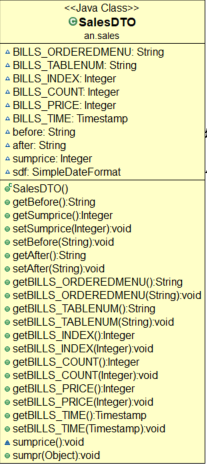 <<Java Class>>
SalesDTO
an.sales
BILLS_ORDEREDMENU: String
BILLS_TABLENUM: String
BILLS_INDEX: Integer
BILLS_COUNT: Integer
BILLS_PRICE: Integer
BILLS_TIME: Timestamp
before: String
after: String
sumprice: Integer
sdf: SimpleDateFormat
SalesDTO()
getBefore():String
getSumprice():Integer
setSumprice(Integer):void
setBefore(String):void
getAfter():String
setAfter(String):void
getBILLS_ORDEREDMENU():String
setBILLS_ORDEREDMENU(String):void
getBILLS_TABLENUM():String
setBILLS_TABLENUM(String):void
getBILLS_INDEX():Integer
setBILLS_INDEX(Integer):void
getBILLS_COUNT():Integer
setBILLS_COUNT(Integer):void
getBILLS_PRICE():Integer
setBILLS_PRICE(Integer):void
getBILLS_TIME():Timestamp
setBILLS_TIME(Timestamp):void
sumprice():void
sumpr(Object):void